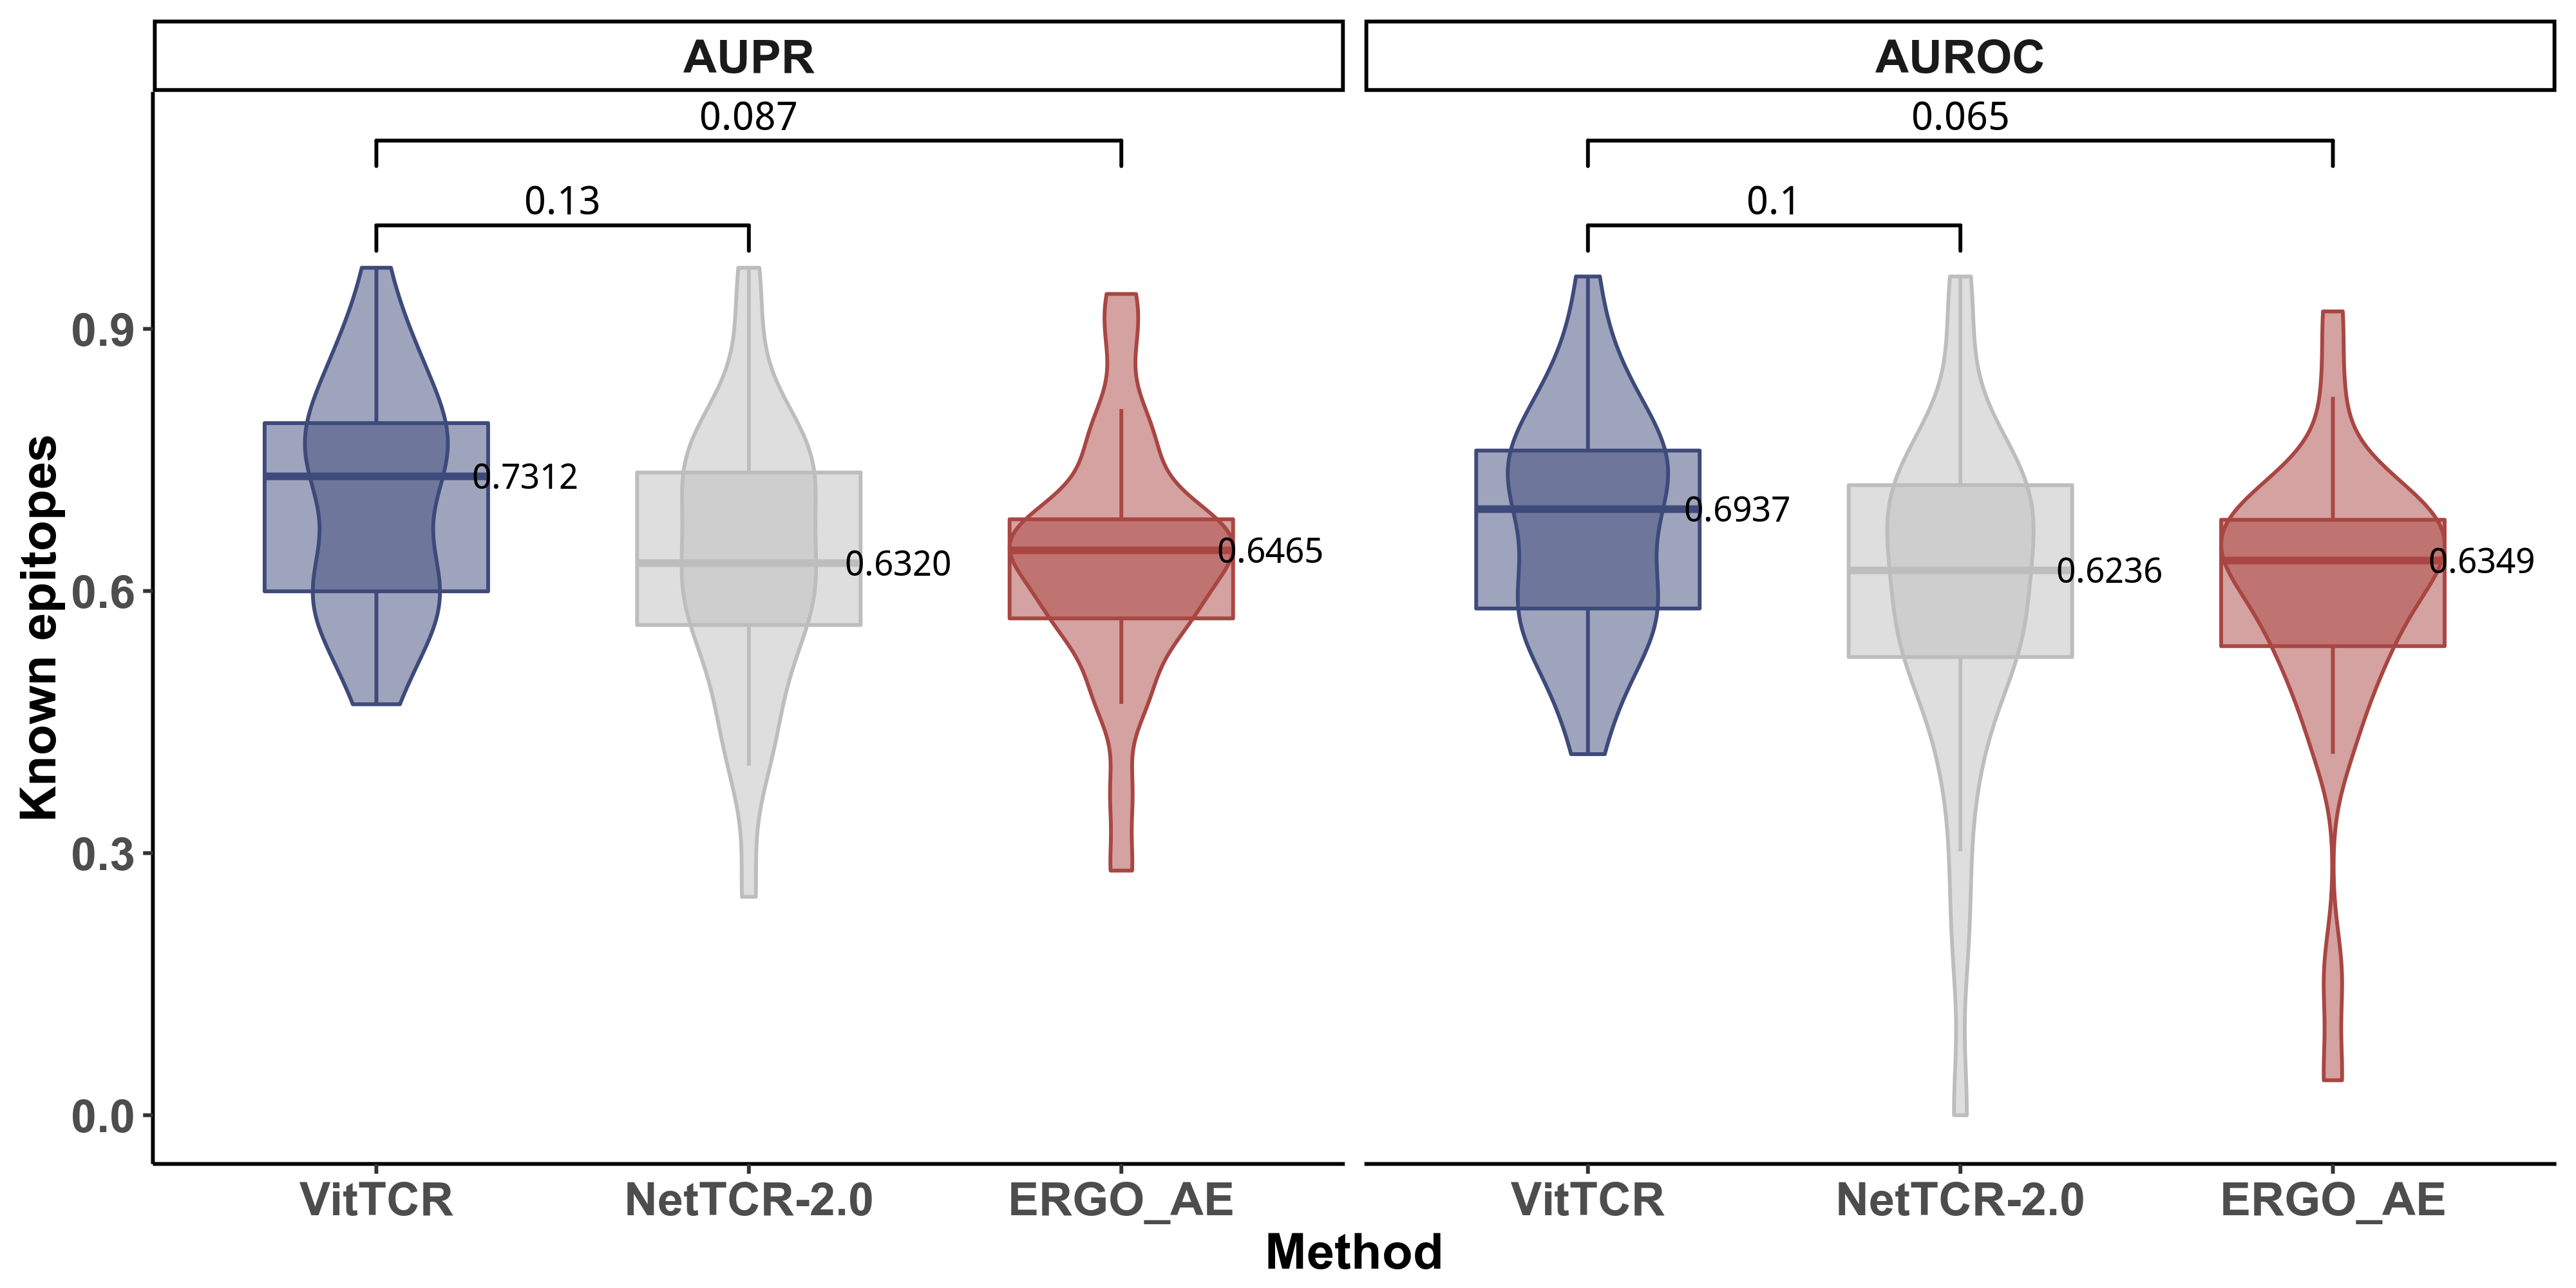 AUPR
AUROC
0.087
0.065
0.13
0.1
0.9
0.6
0.3
0.0
Known epitopes
0.7312
0.6320
0.6465
0.6937
0.6236
0.6349
VitTCR
NetTCR-2.0
ERGO_AE
VitTCR
NetTCR-2.0
ERGO_AE
Method